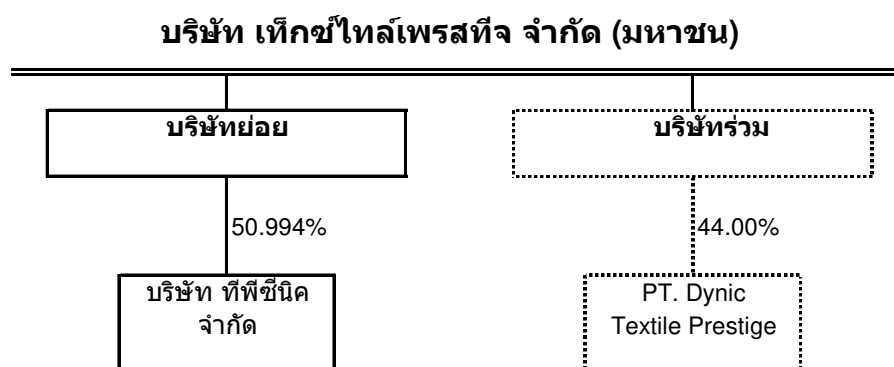 บริษัท เท็กซ์ไทล์เพรสทีจ จำกัด (มหาชน)
บริษัทย่อย
บริษัทร่วม
50.994%
44.00%
บริษัท ทีพีซีนิค
จำกัด
PT. Dynic
Textile Prestige